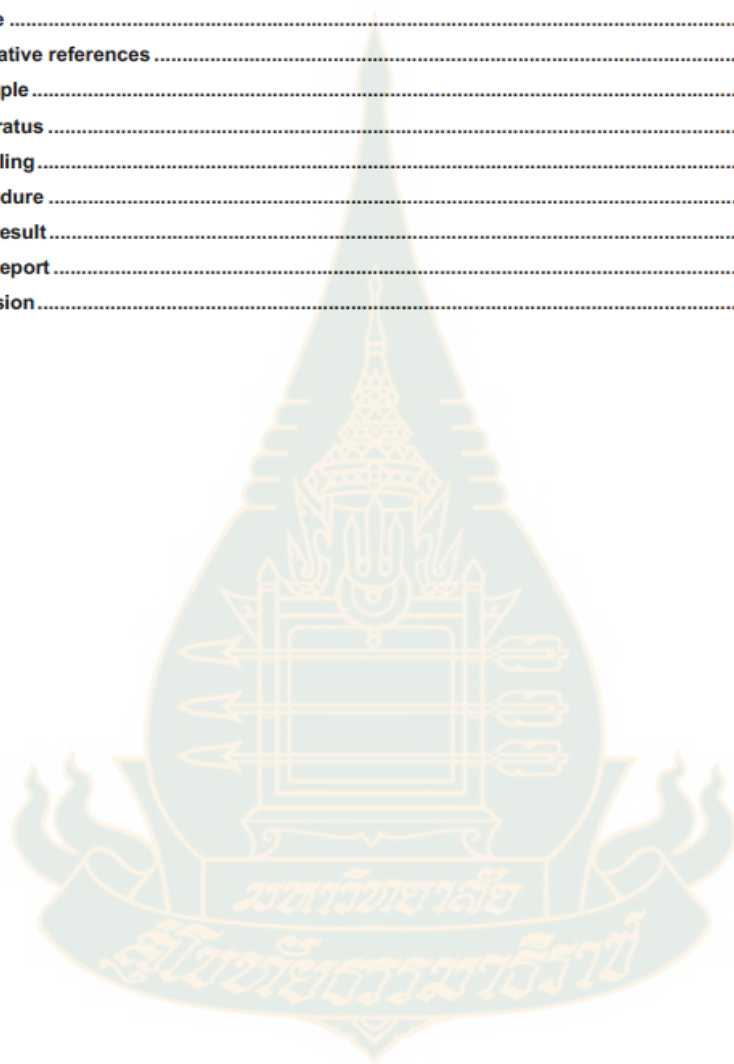 e ................................................................
ative references ................................................................
iple ................................................................
ratus ................................................................
ling ................................................................
dure ................................................................
esult ................................................................
eport ................................................................
sion ................................................................
มหาวิทยาลัย
สุโขทัยธรรมาธิราช